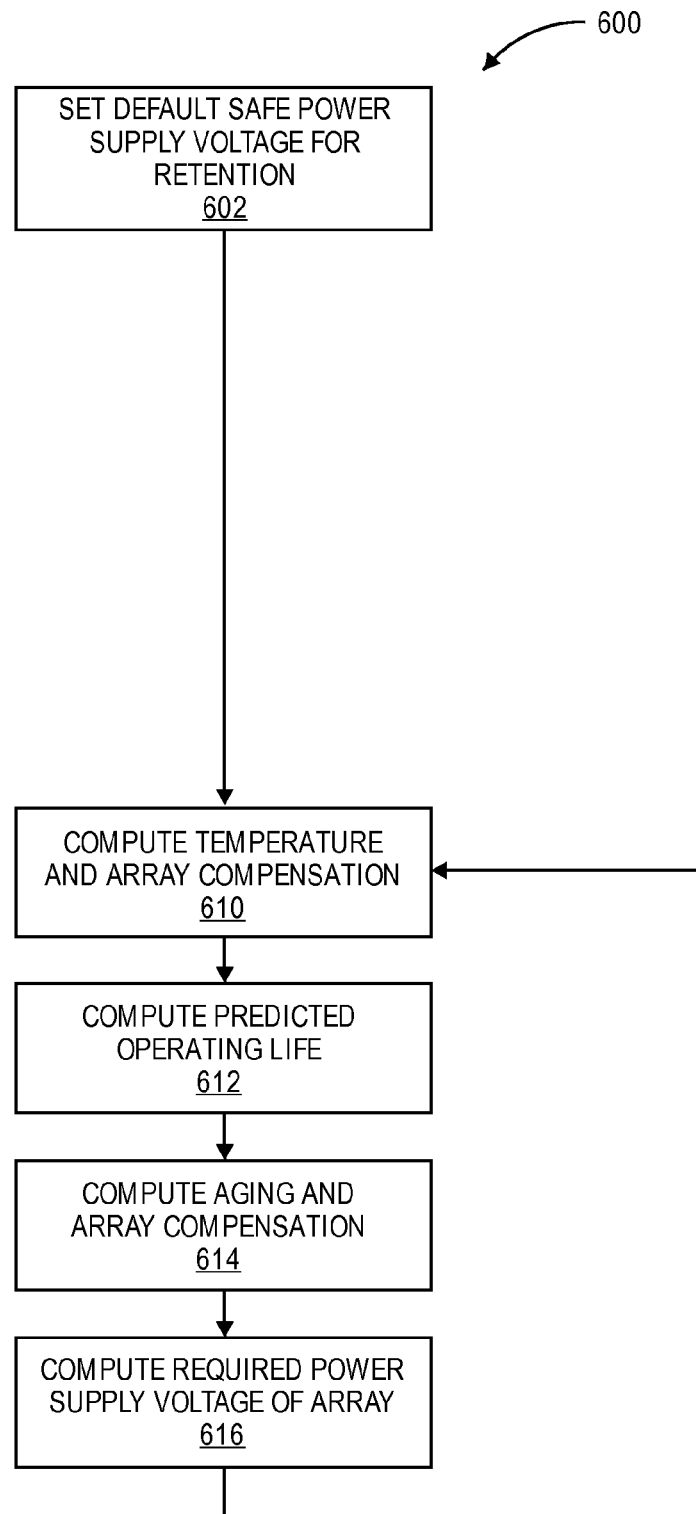 600
SET DEFAULT SAFE POWER
SUPPLY VOLTAGE FOR
RETENTION
602
COMPUTE TEMPERATURE
AND ARRAY COMPENSATION
610
COMPUTE PREDICTED
OPERATING LIFE
612
COMPUTE AGING AND
ARRAY COMPENSATION
614
COMPUTE REQUIRED POWER
SUPPLY VOLTAGE OF ARRAY
616